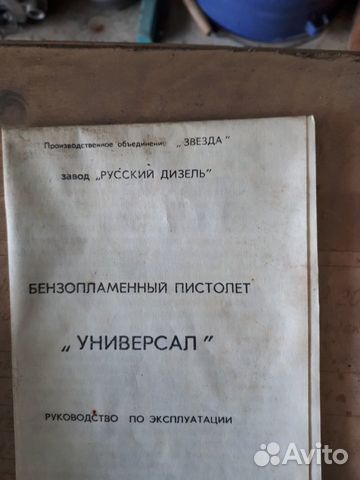 Производственное объединение „ЗВЕЗДА"
завод „РУССКИЙ ДИЗЕЛЬ"
БЕНЗОПЛАМЕННЫЙ ПИСТОЛЕТ
„УНИВЕРСАЛ"
РУКОВОДСТВО ПО ЭКСПЛУАТАЦИИ
Avito